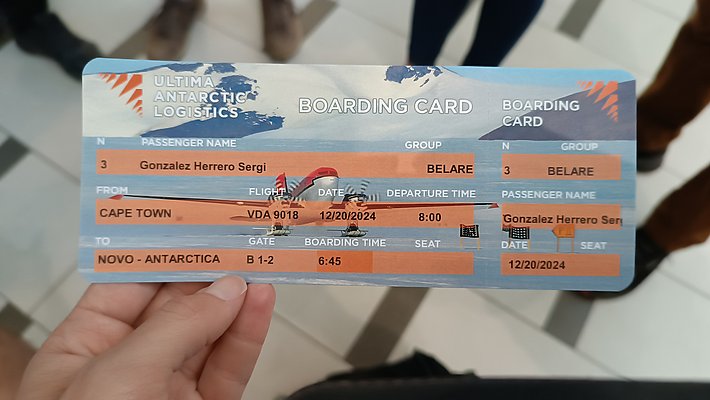 ULTIMA
ANTARCTIC
LOGISTICS
BOARDING CARD
N PASSENGER NAME GROUP
3 Gonzalez Herrero Sergi BELARE
FROM FLIGHT DATE DEPARTURE TIME
CAPE TOWN VDA 9018 12/20/2024 8:00
TO GATE BOARDING TIME SEAT
NOVO - ANTARCTICA B 1-2 6:45
BOARDING
CARD
N GROUP
3 BELARE
PASSENGER NAME
Gonzalez Herrero Ser
DATE SEAT
12/20/2024